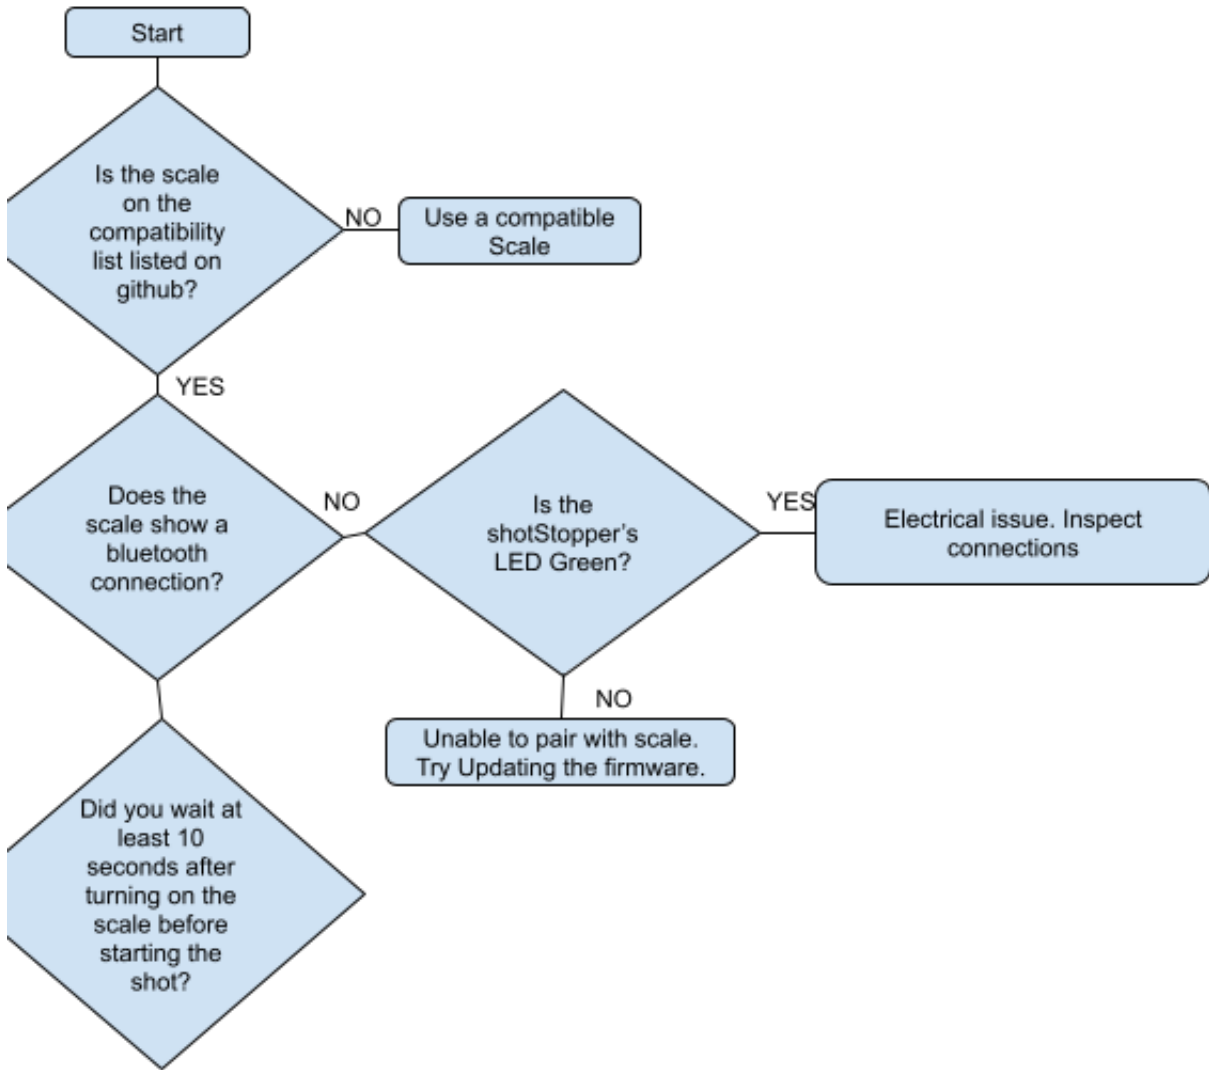 Start
Is the scale
on the
compatibility
list listed on
github?
NO
Use a compatible
Scale
YES
Does the
scale show a
bluetooth
connection?
NO
Is the
shotStopper's
LED Green?
YES
Electrical issue. Inspect
connections
NO
Unable to pair with scale.
Try Updating the firmware.
Did you wait at
least 10
seconds after
turning on the
scale before
starting the
shot?